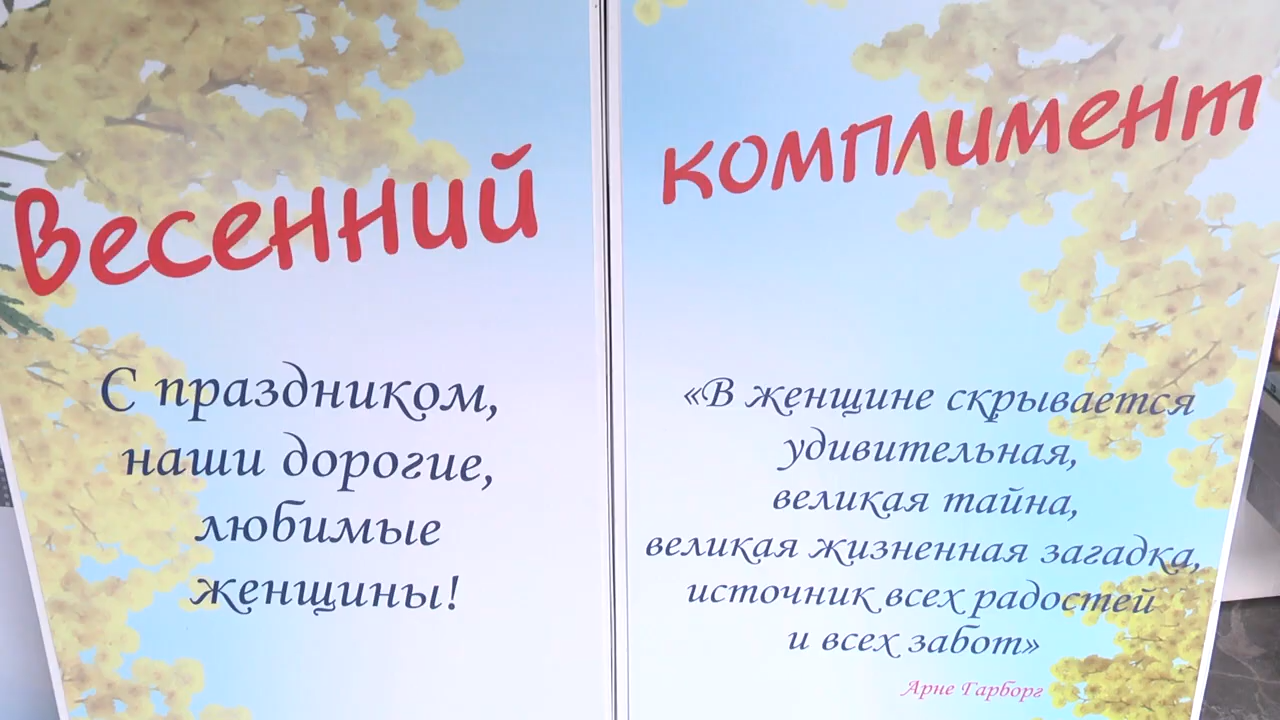 Весенний
комплимент
С праздником,
наши дорогие,
любимые
женщины!
«В женщине скрывается
удивительная,
великая тайна,
великая жизненная загадка,
источник всех радостей
и всех забот»
Арне Гарборг